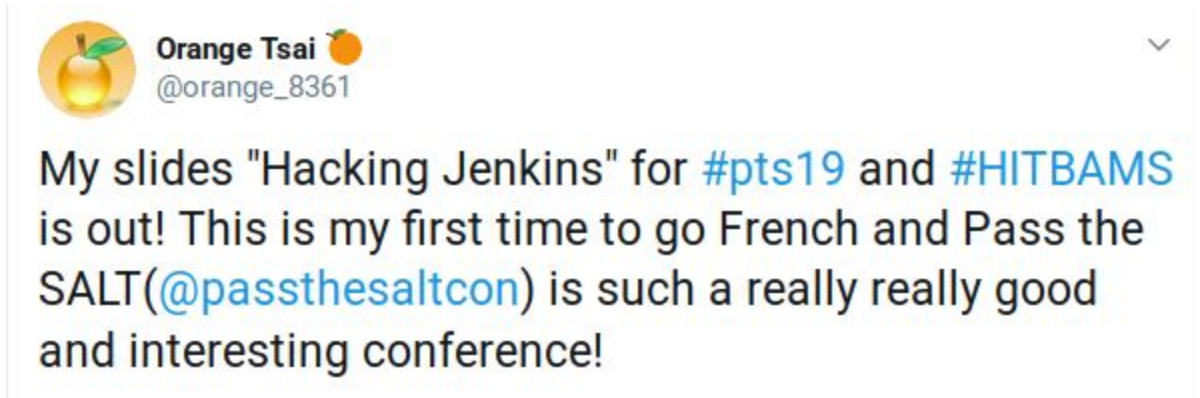 Orange Tsai 🍊
@orange_8361
My slides "Hacking Jenkins" for #pts19 and #HITBAMS
is out! This is my first time to go French and Pass the
SALT(@passthesaltcon) is such a really really good
and interesting conference!